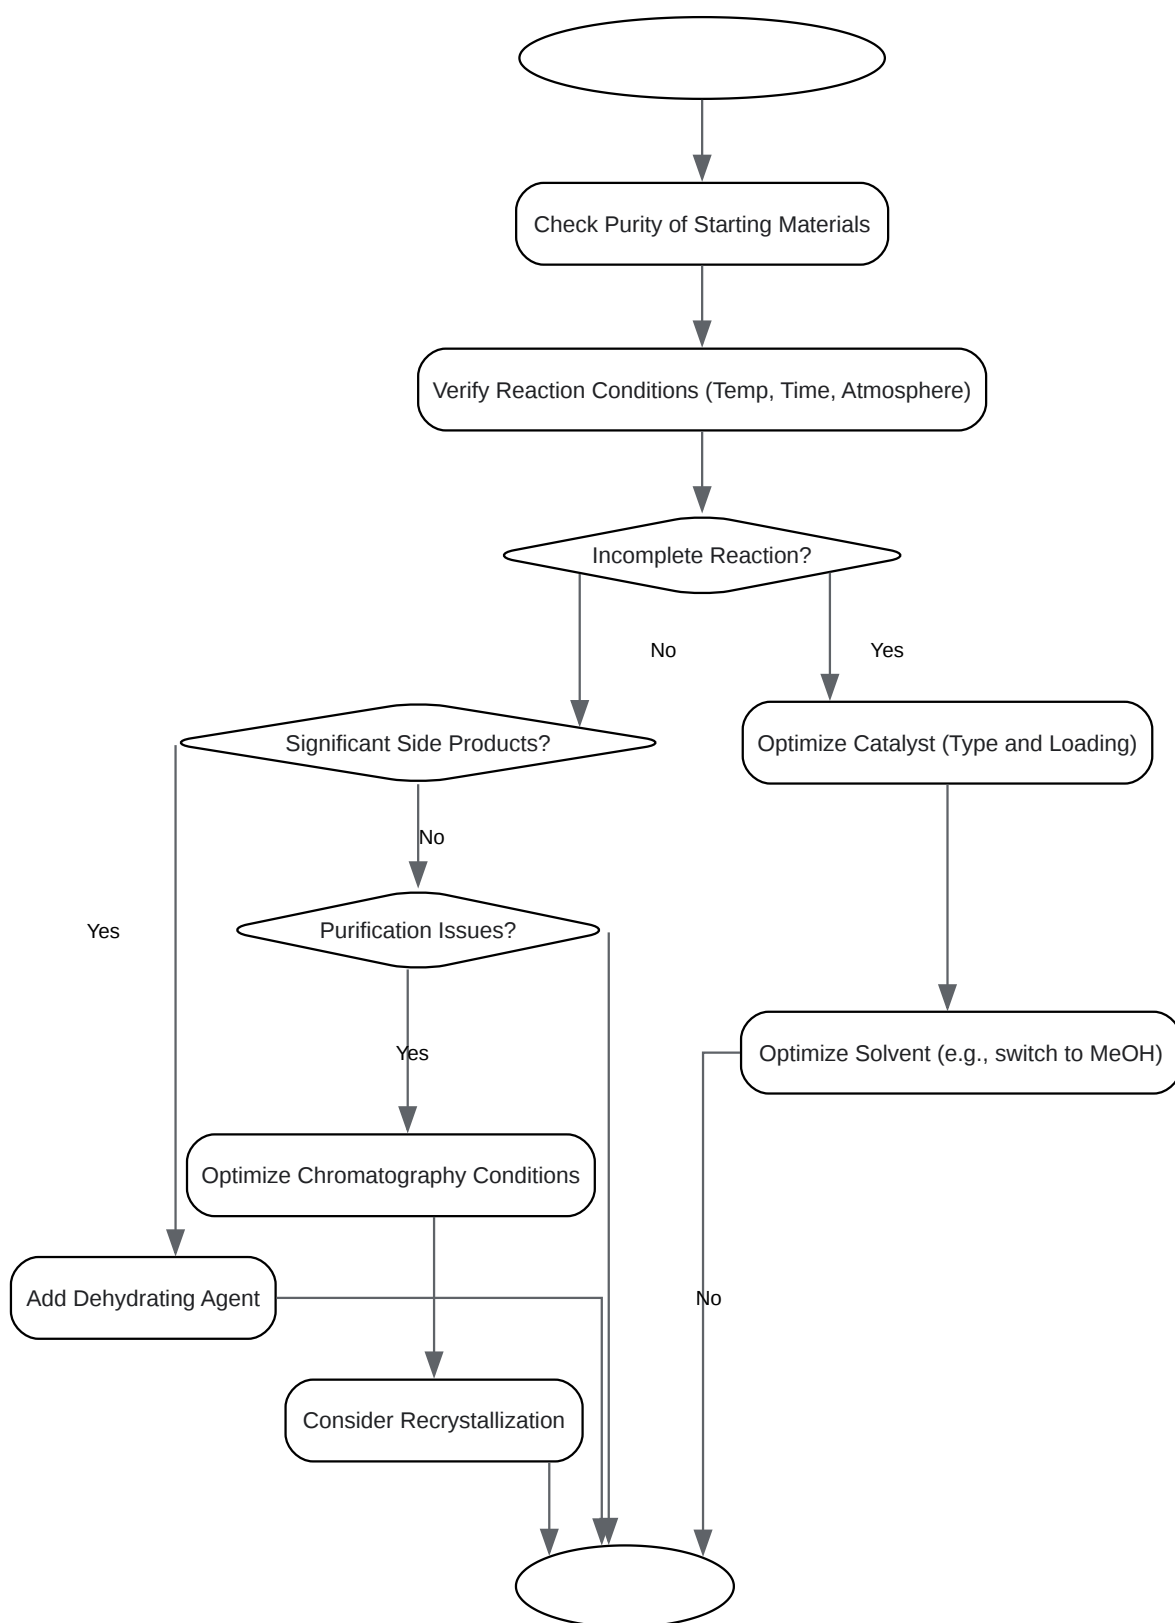 Check Purity of Starting Materials
Verify Reaction Conditions (Temp, Time, Atmosphere)
Incomplete Reaction?
No
Yes
Significant Side Products?
Optimize Catalyst (Type and Loading)
No
Yes
Purification Issues?
Yes
Optimize Solvent (e.g., switch to MeOH)
Optimize Chromatography Conditions
Add Dehydrating Agent
No
Consider Recrystallization